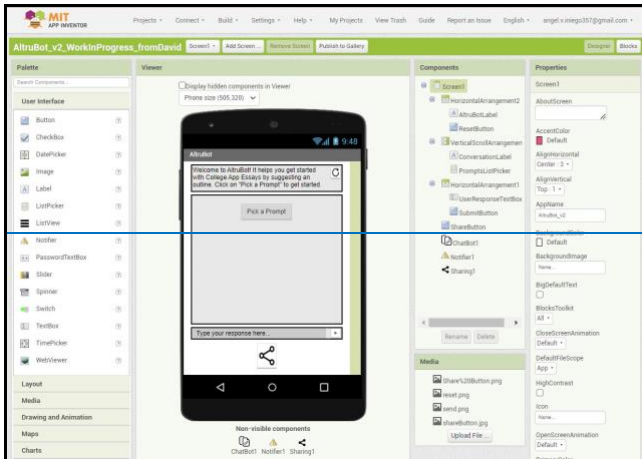 MIT
APP INVENTOR
Projects
Connect
Build
Settings
Help
My Projects
View Trash
Guide
Report an Issue
English
angel.s.iniego357@gmail.com
AltruBot_v2_WorkInProgress_fromDavid
Screen1
Add Screen ...
Remove Screen
Publish to Gallery
Designer
Blocks
Palette
Search Components...
User Interface
Button
CheckBox
DatePicker
Image
Label
ListPicker
ListView
Notifier
PasswordTextBox
Slider
Spinner
Switch
TextBox
TimePicker
WebViewer
Layout
Media
Drawing and Animation
Maps
Charts
Viewer
Display hidden components in Viewer
Phone size (505,320)
9:48
AltruBot
Welcome to AltruBot! It helps you get started
with College App Essays by suggesting an
outline. Click on "Pick a Prompt" to get started.
Pick a Prompt
Type your response here...
Non-visible components
ChatBot1 Notifier1 Sharing1
Components
Screen1
HorizontalArrangement2
AltruBotLabel
ResetButton
VerticalScrollArrangemen
ConversationLabel
PromptsListPicker
HorizontalArrangement1
UserResponseTextBox
SubmitButton
ShareButton
ChatBot1
Notifier1
Sharing1
Rename
Delete
Media
Share%20Button.png
reset.png
send.png
shareButton.jpg
Upload File ...
Properties
Screen1
AboutScreen
AccentColor
Default
AlignHorizontal
Center : 3
AlignVertical
Top : 1
AppName
AltruBot_v2
BackgroundColor
Default
BackgroundImage
None...
BigDefaultText
BlocksToolkit
All
CloseScreenAnimation
Default
DefaultFileScope
App
HighContrast
Icon
None...
OpenScreenAnimation
Default